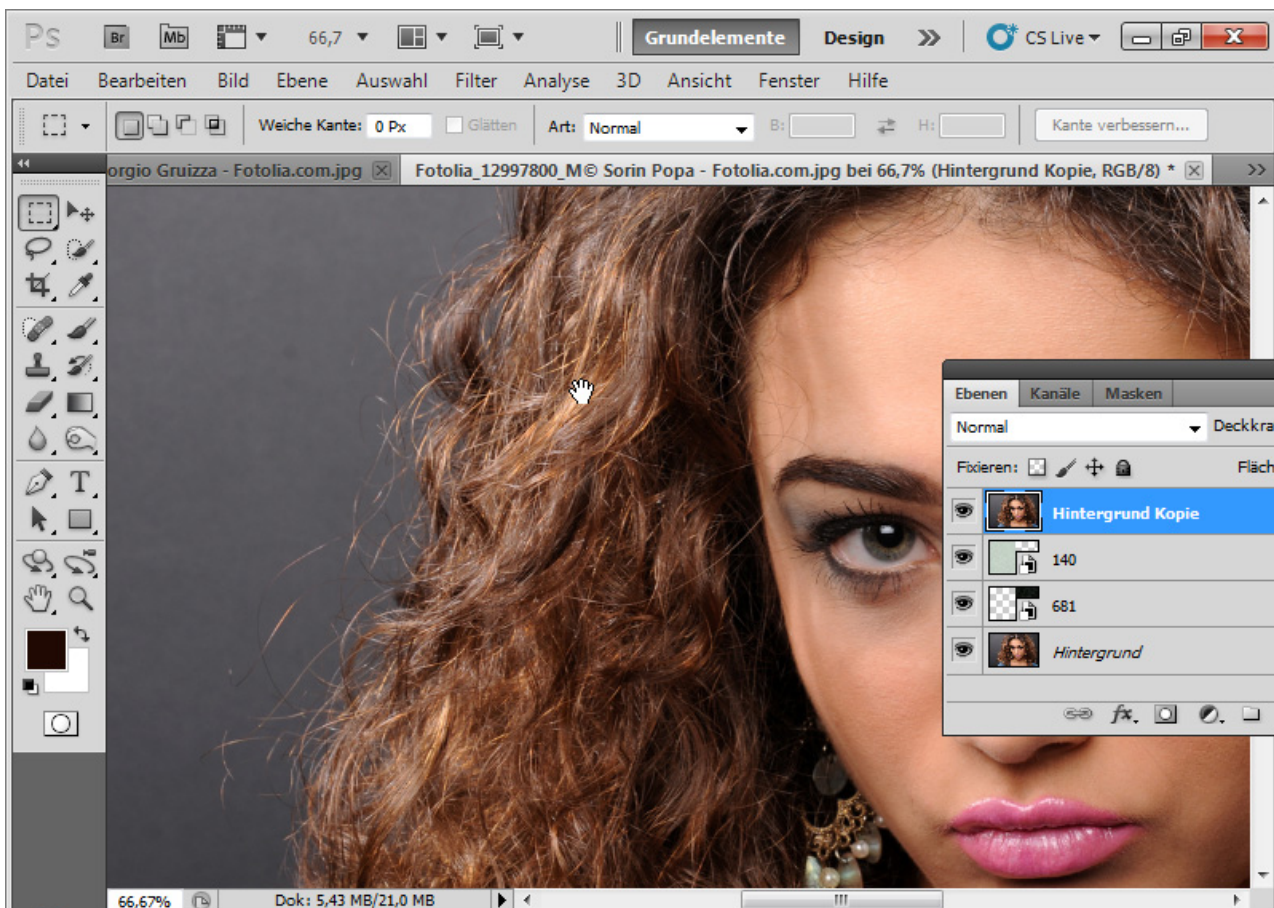 Ps Br Mb 66,7 Grundelemente Design CS Live
Datei Bearbeiten Bild Ebene Auswahl Filter Analyse 3D Ansicht Fenster Hilfe
Weiche Kante: 0 Px Glätten Art: Normal B: H: Kante verbessern...
orgio Gruizza - Fotolia.com.jpg Fotolia_12997800_M© Sorin Popa - Fotolia.com.jpg bei 66,7% (Hintergrund Kopie, RGB/8) *
Ebenen Kanäle Masken
Normal Deckkra
Fixieren: Fläch
Hintergrund Kopie
140
681
Hintergrund
fx
66,67% Dok: 5,43 MB/21,0 MB